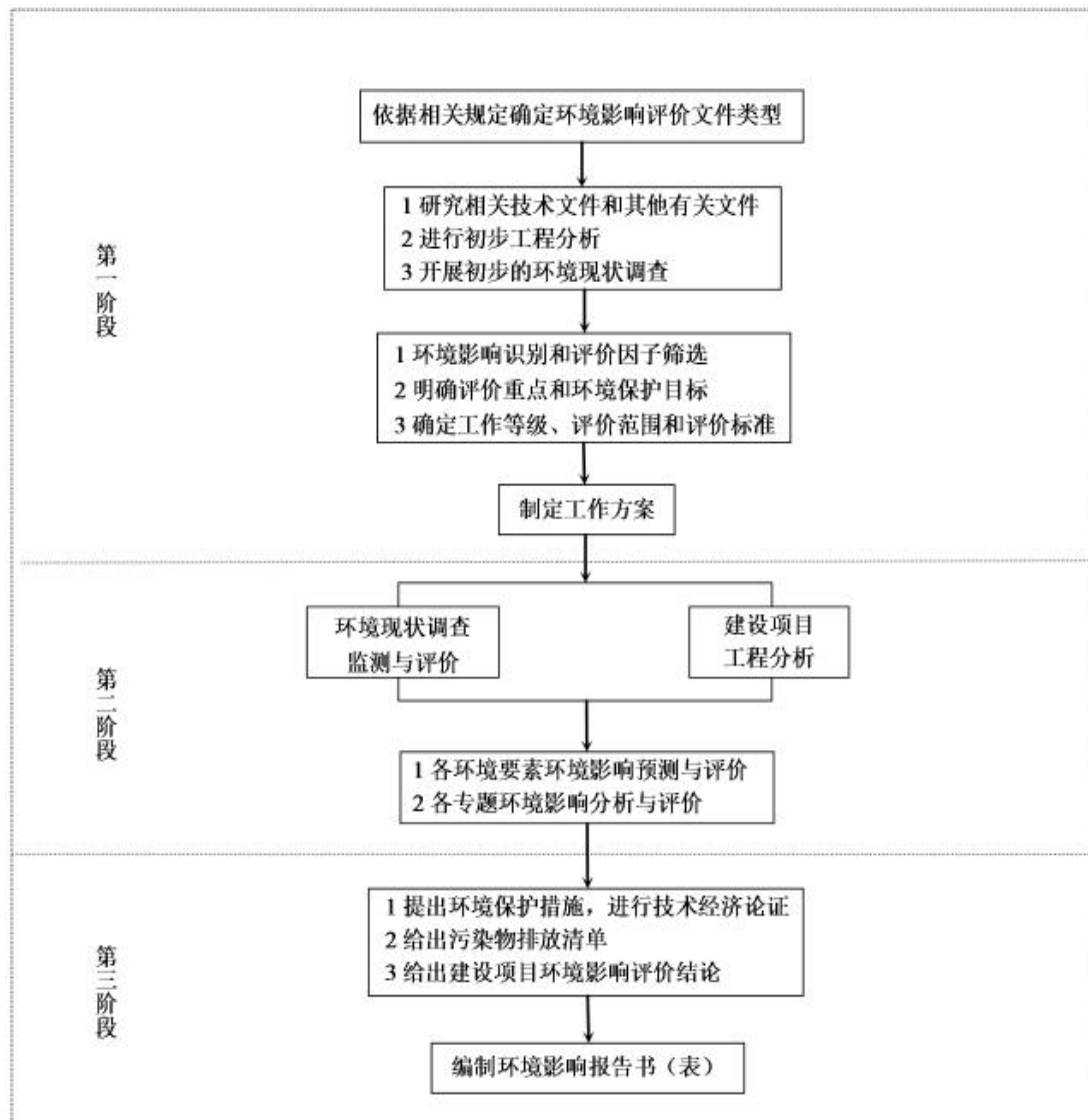 依据相关规定确定环境影响评价文件类型
1 研究相关技术文件和其他有关文件
2 进行初步工程分析
3 开展初步的环境现状调查
第一阶段
1 环境影响识别和评价因子筛选
2 明确评价重点和环境保护目标
3 确定工作等级、评价范围和评价标准
制定工作方案
环境现状调查
监测与评价
建设项目
工程分析
第二阶段
1 各环境要素环境影响预测与评价
2 各专题环境影响分析与评价
1 提出环境保护措施，进行技术经济论证
2 给出污染物排放清单
3 给出建设项目环境影响评价结论
第三阶段
编制环境影响报告书（表）